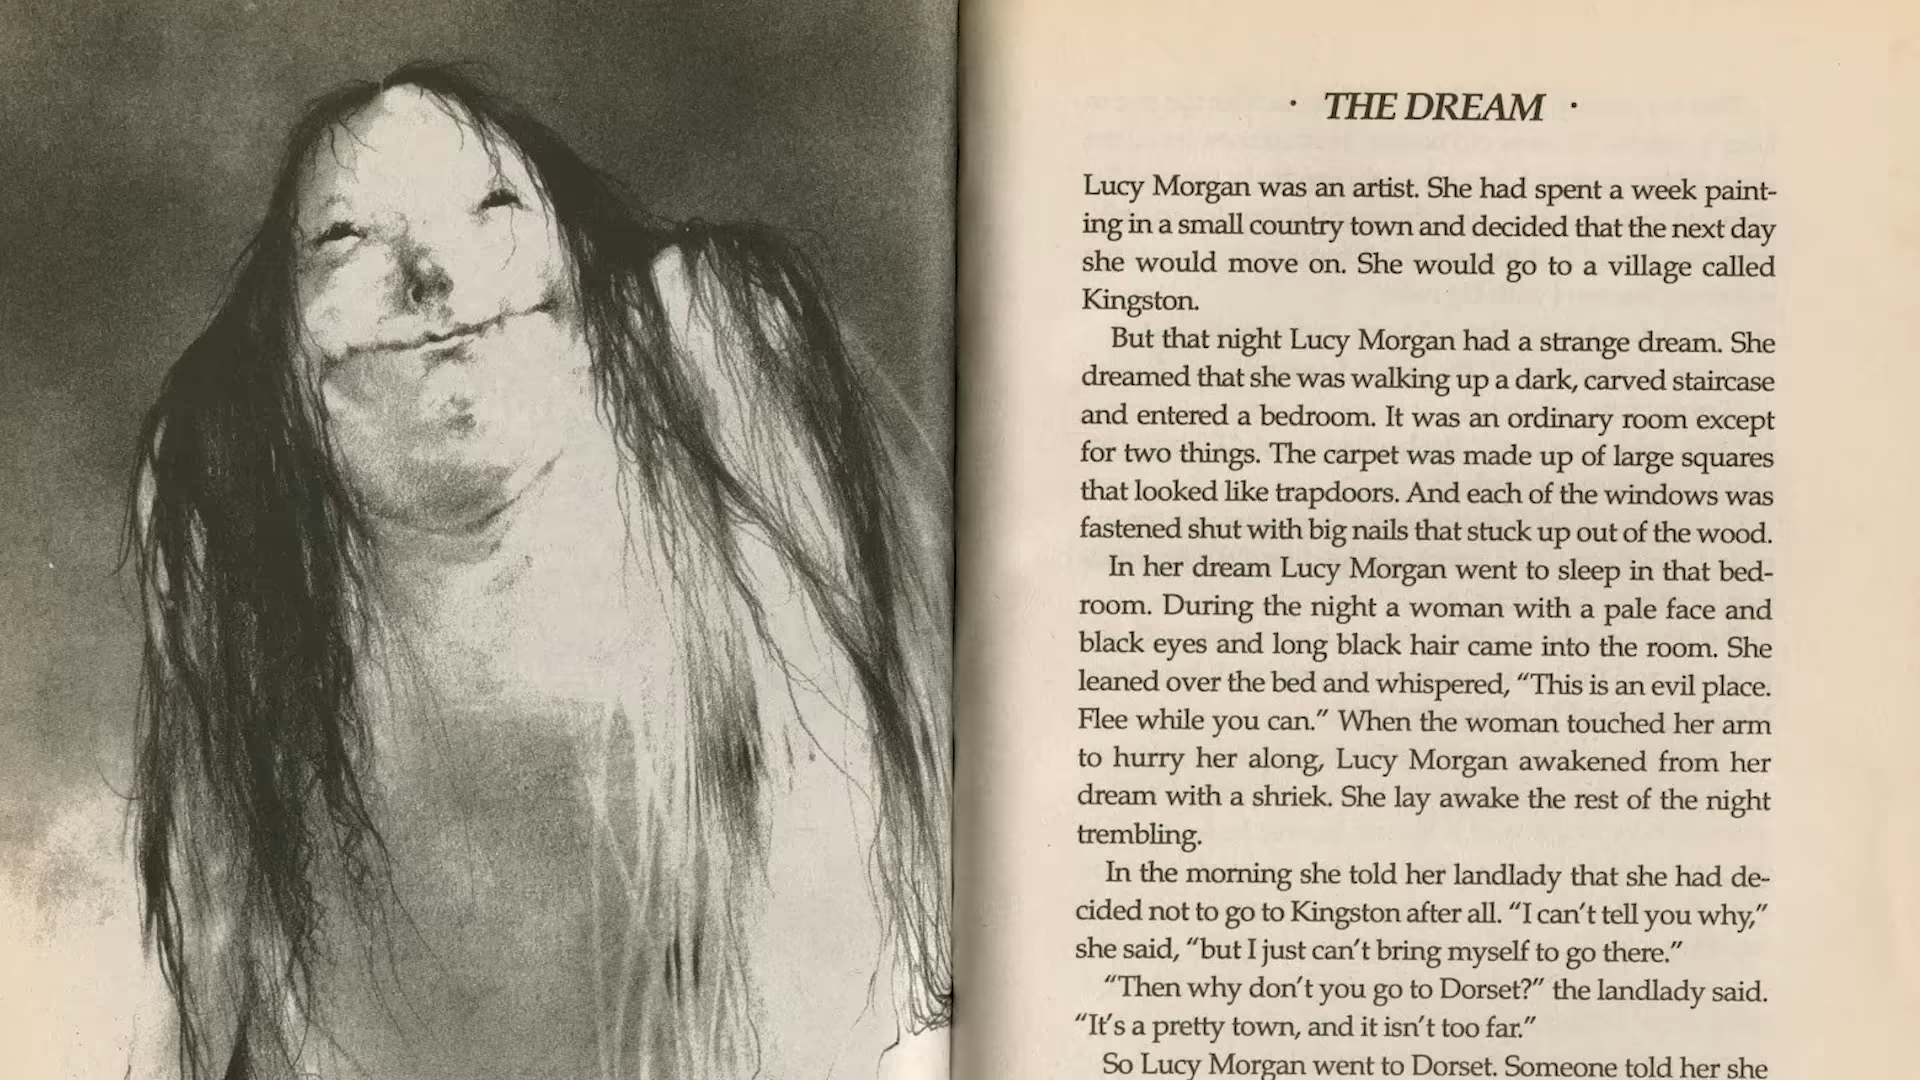 · THE DREAM ·
Lucy Morgan was an artist. She had spent a week paint-
ing in a small country town and decided that the next day
she would move on. She would go to a village called
Kingston.
But that night Lucy Morgan had a strange dream. She
dreamed that she was walking up a dark, carved staircase
and entered a bedroom. It was an ordinary room except
for two things. The carpet was made up of large squares
that looked like trapdoors. And each of the windows was
fastened shut with big nails that stuck up out of the wood.
In her dream Lucy Morgan went to sleep in that bed-
room. During the night a woman with a pale face and
black eyes and long black hair came into the room. She
leaned over the bed and whispered, “This is an evil place.
Flee while you can.” When the woman touched her arm
to hurry her along, Lucy Morgan awakened from her
dream with a shriek. She lay awake the rest of the night
trembling.
In the morning she told her landlady that she had de-
cided not to go to Kingston after all. “I can’t tell you why,”
she said, “but I just can’t bring myself to go there.”
“Then why don’t you go to Dorset?” the landlady said.
“It’s a pretty town, and it isn’t too far.”
So Lucy Morgan went to Dorset. Someone told her she